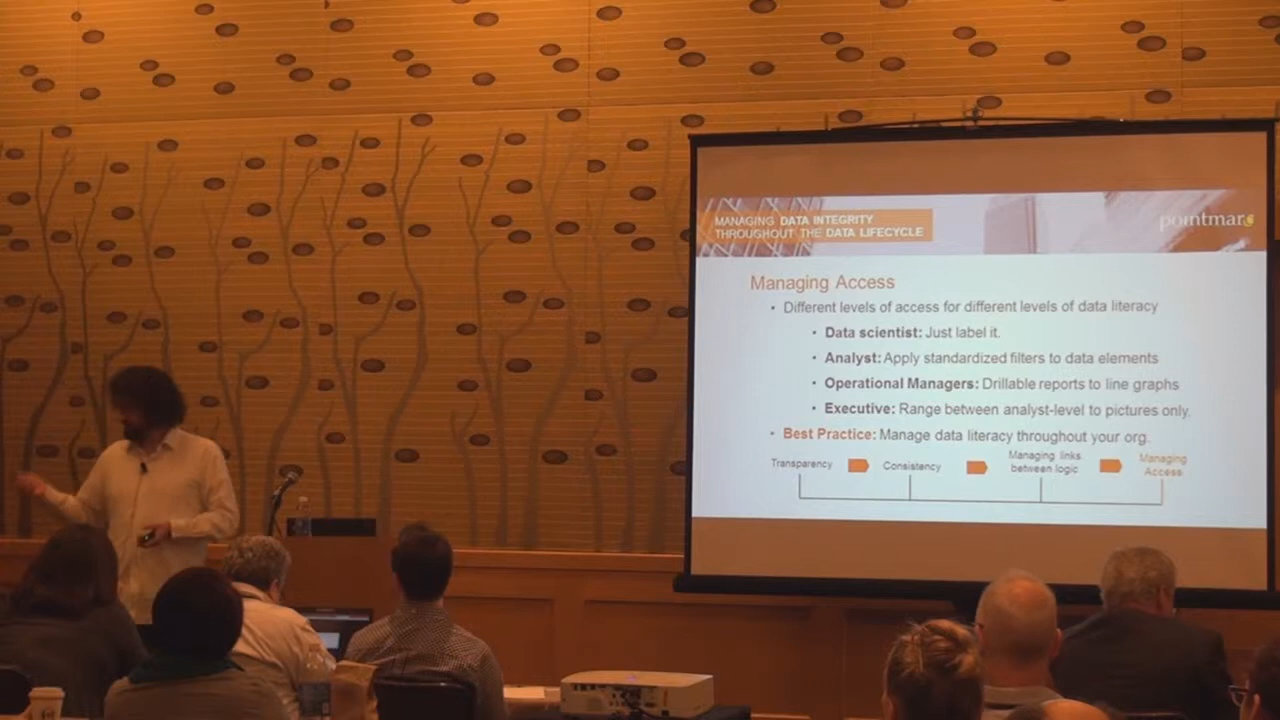 MANAGING DATA INTEGRITY
THROUGHOUT THE DATA LIFECYCLE
pointmarc
Managing Access
• Different levels of access for different levels of data literacy
• Data scientist: Just label it.
• Analyst: Apply standardized filters to data elements
• Operational Managers: Drillable reports to line graphs
• Executive: Range between analyst-level to pictures only.
• Best Practice: Manage data literacy throughout your org.
Transparency
Consistency
Managing links
between logic
Managing
Access